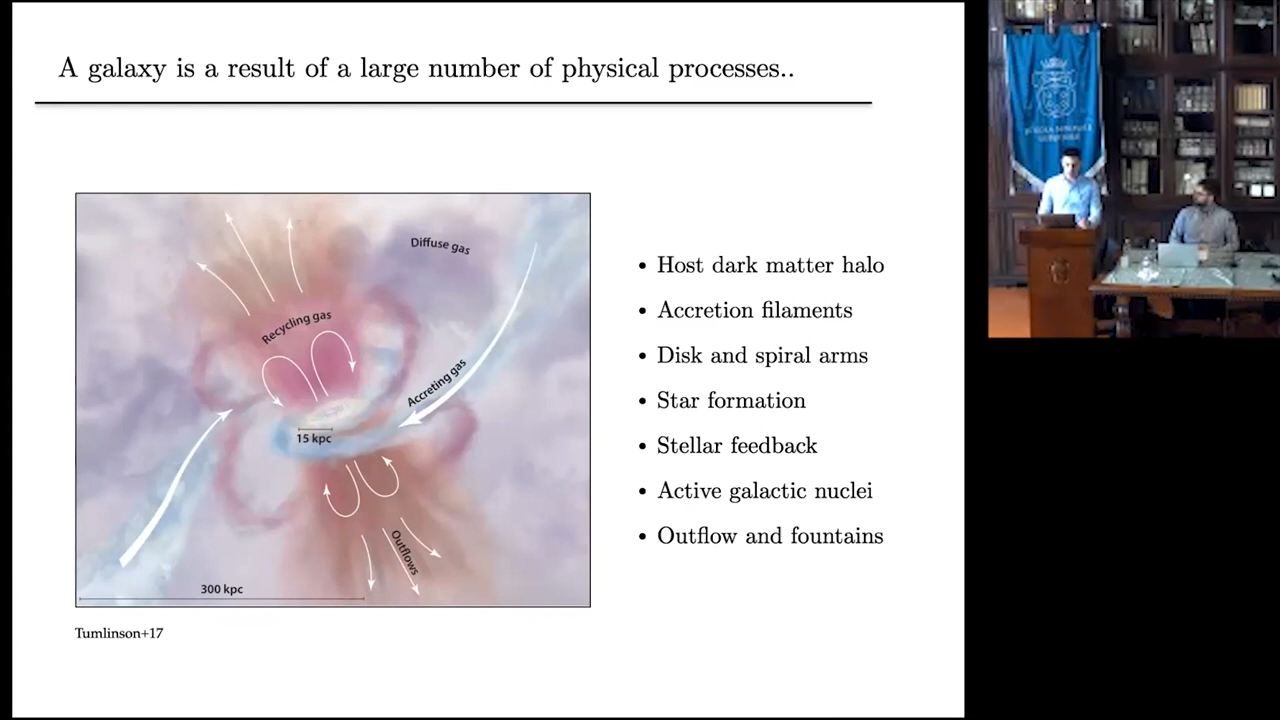 A galaxy is a result of a large number of physical processes..
Diffuse gas
Recycling gas
Accreting gas
15 kpc
Outflows
300 kpc
Tumlinson+17
• Host dark matter halo
• Accretion filaments
• Disk and spiral arms
• Star formation
• Stellar feedback
• Active galactic nuclei
• Outflow and fountains